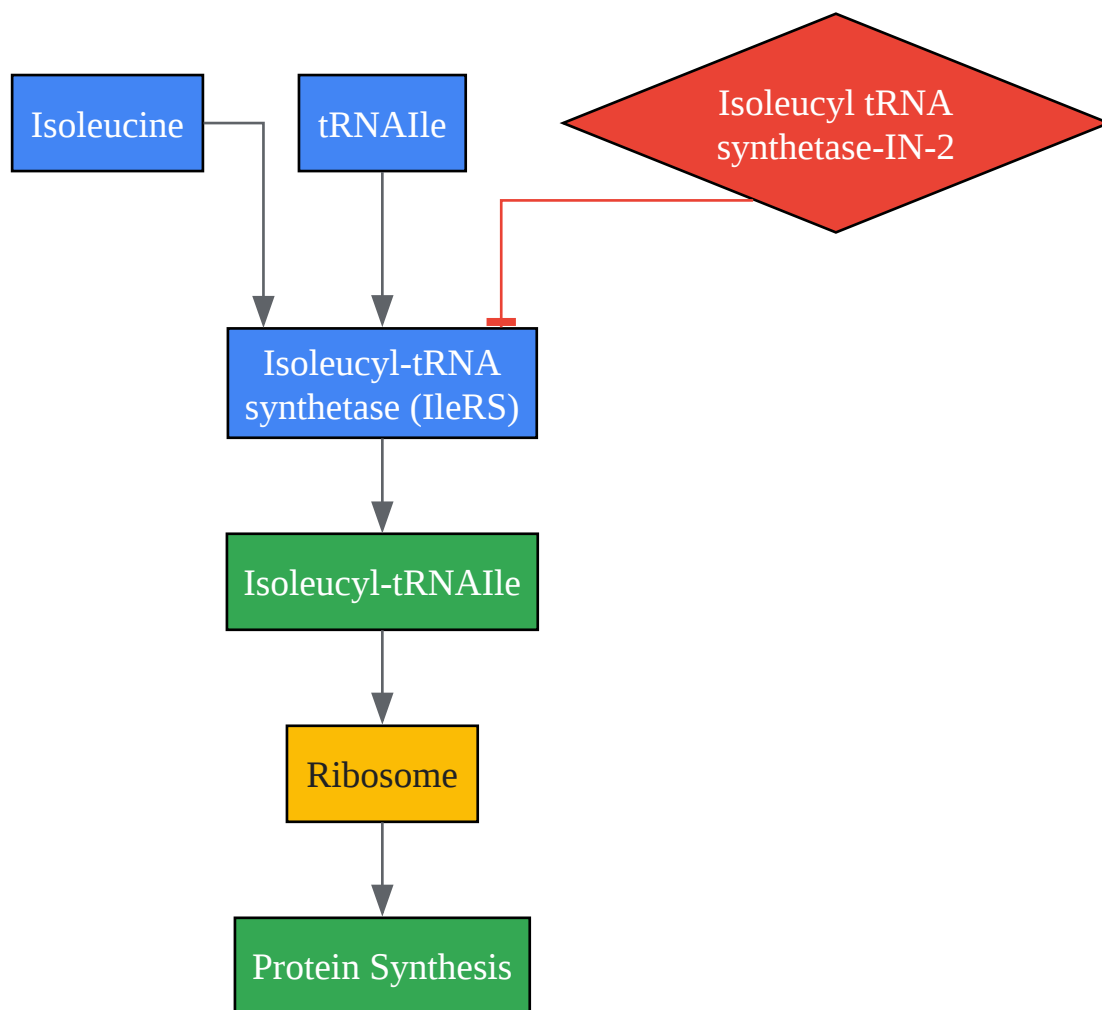 Isoleucine
tRNAIle
Isoleucyl tRNA
synthetase-IN-2
Isoleucyl-tRNA
synthetase (IleRS)
Isoleucyl-tRNAIle
Ribosome
Protein Synthesis